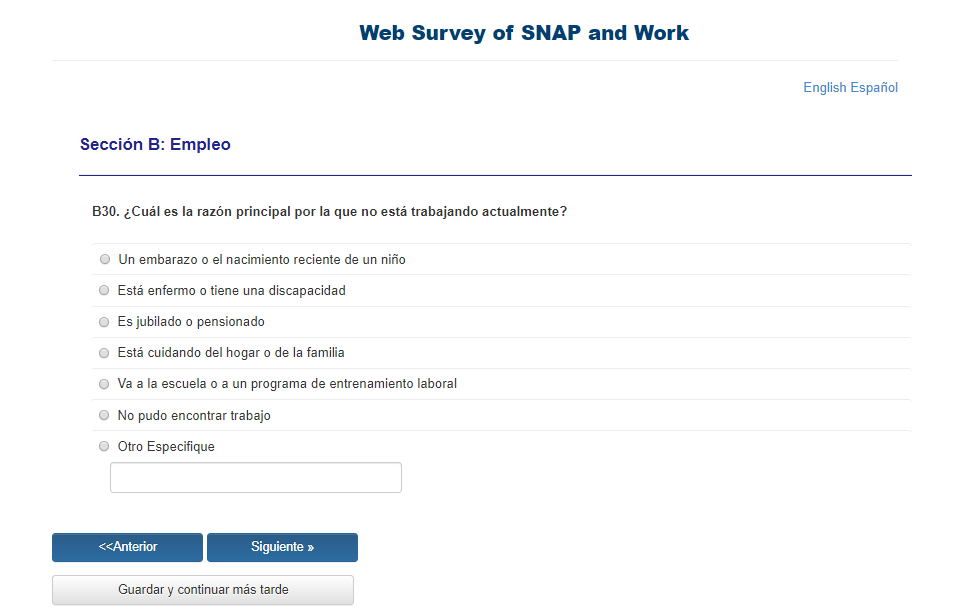 Web Survey of SNAP and Work
English Español
Sección B: Empleo
B30. ¿Cuál es la razón principal por la que no está trabajando actualmente?
Un embarazo o el nacimiento reciente de un niño
Está enfermo o tiene una discapacidad
Es jubilado o pensionado
Está cuidando del hogar o de la familia
Va a la escuela o a un programa de entrenamiento laboral
No pudo encontrar trabajo
Otro Especifique
<<Anterior Siguiente »
Guardar y continuar más tarde